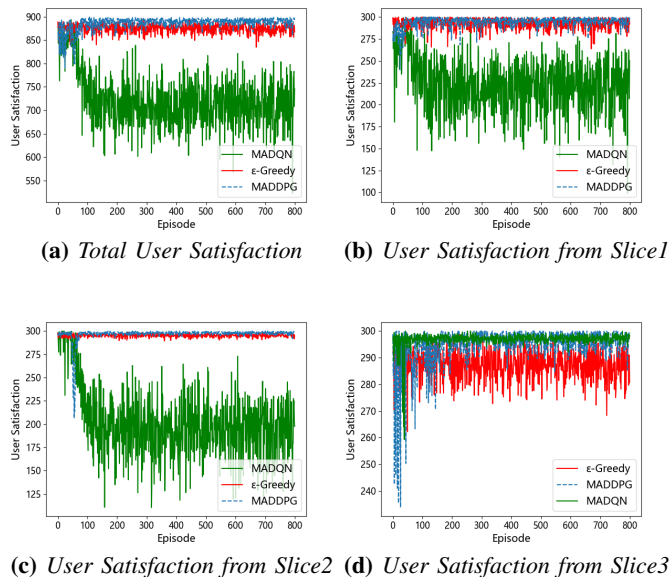 900
850
800
750
700
650
600
550
User Satisfaction
0 100 200 300 400 500 600 700 800
Episode
MADQN
ε-Greedy
MADDPG
(a) Total User Satisfaction
300
275
250
225
200
175
150
125
100
User Satisfaction
0 100 200 300 400 500 600 700 800
Episode
MADQN
ε-Greedy
MADDPG
(b) User Satisfaction from Slice1
300
275
250
225
200
175
150
125
User Satisfaction
0 100 200 300 400 500 600 700 800
Episode
MADQN
ε-Greedy
MADDPG
(c) User Satisfaction from Slice2
300
290
280
270
260
250
240
User Satisfaction
0 100 200 300 400 500 600 700 800
Episode
ε-Greedy
MADDPG
MADQN
(d) User Satisfaction from Slice3